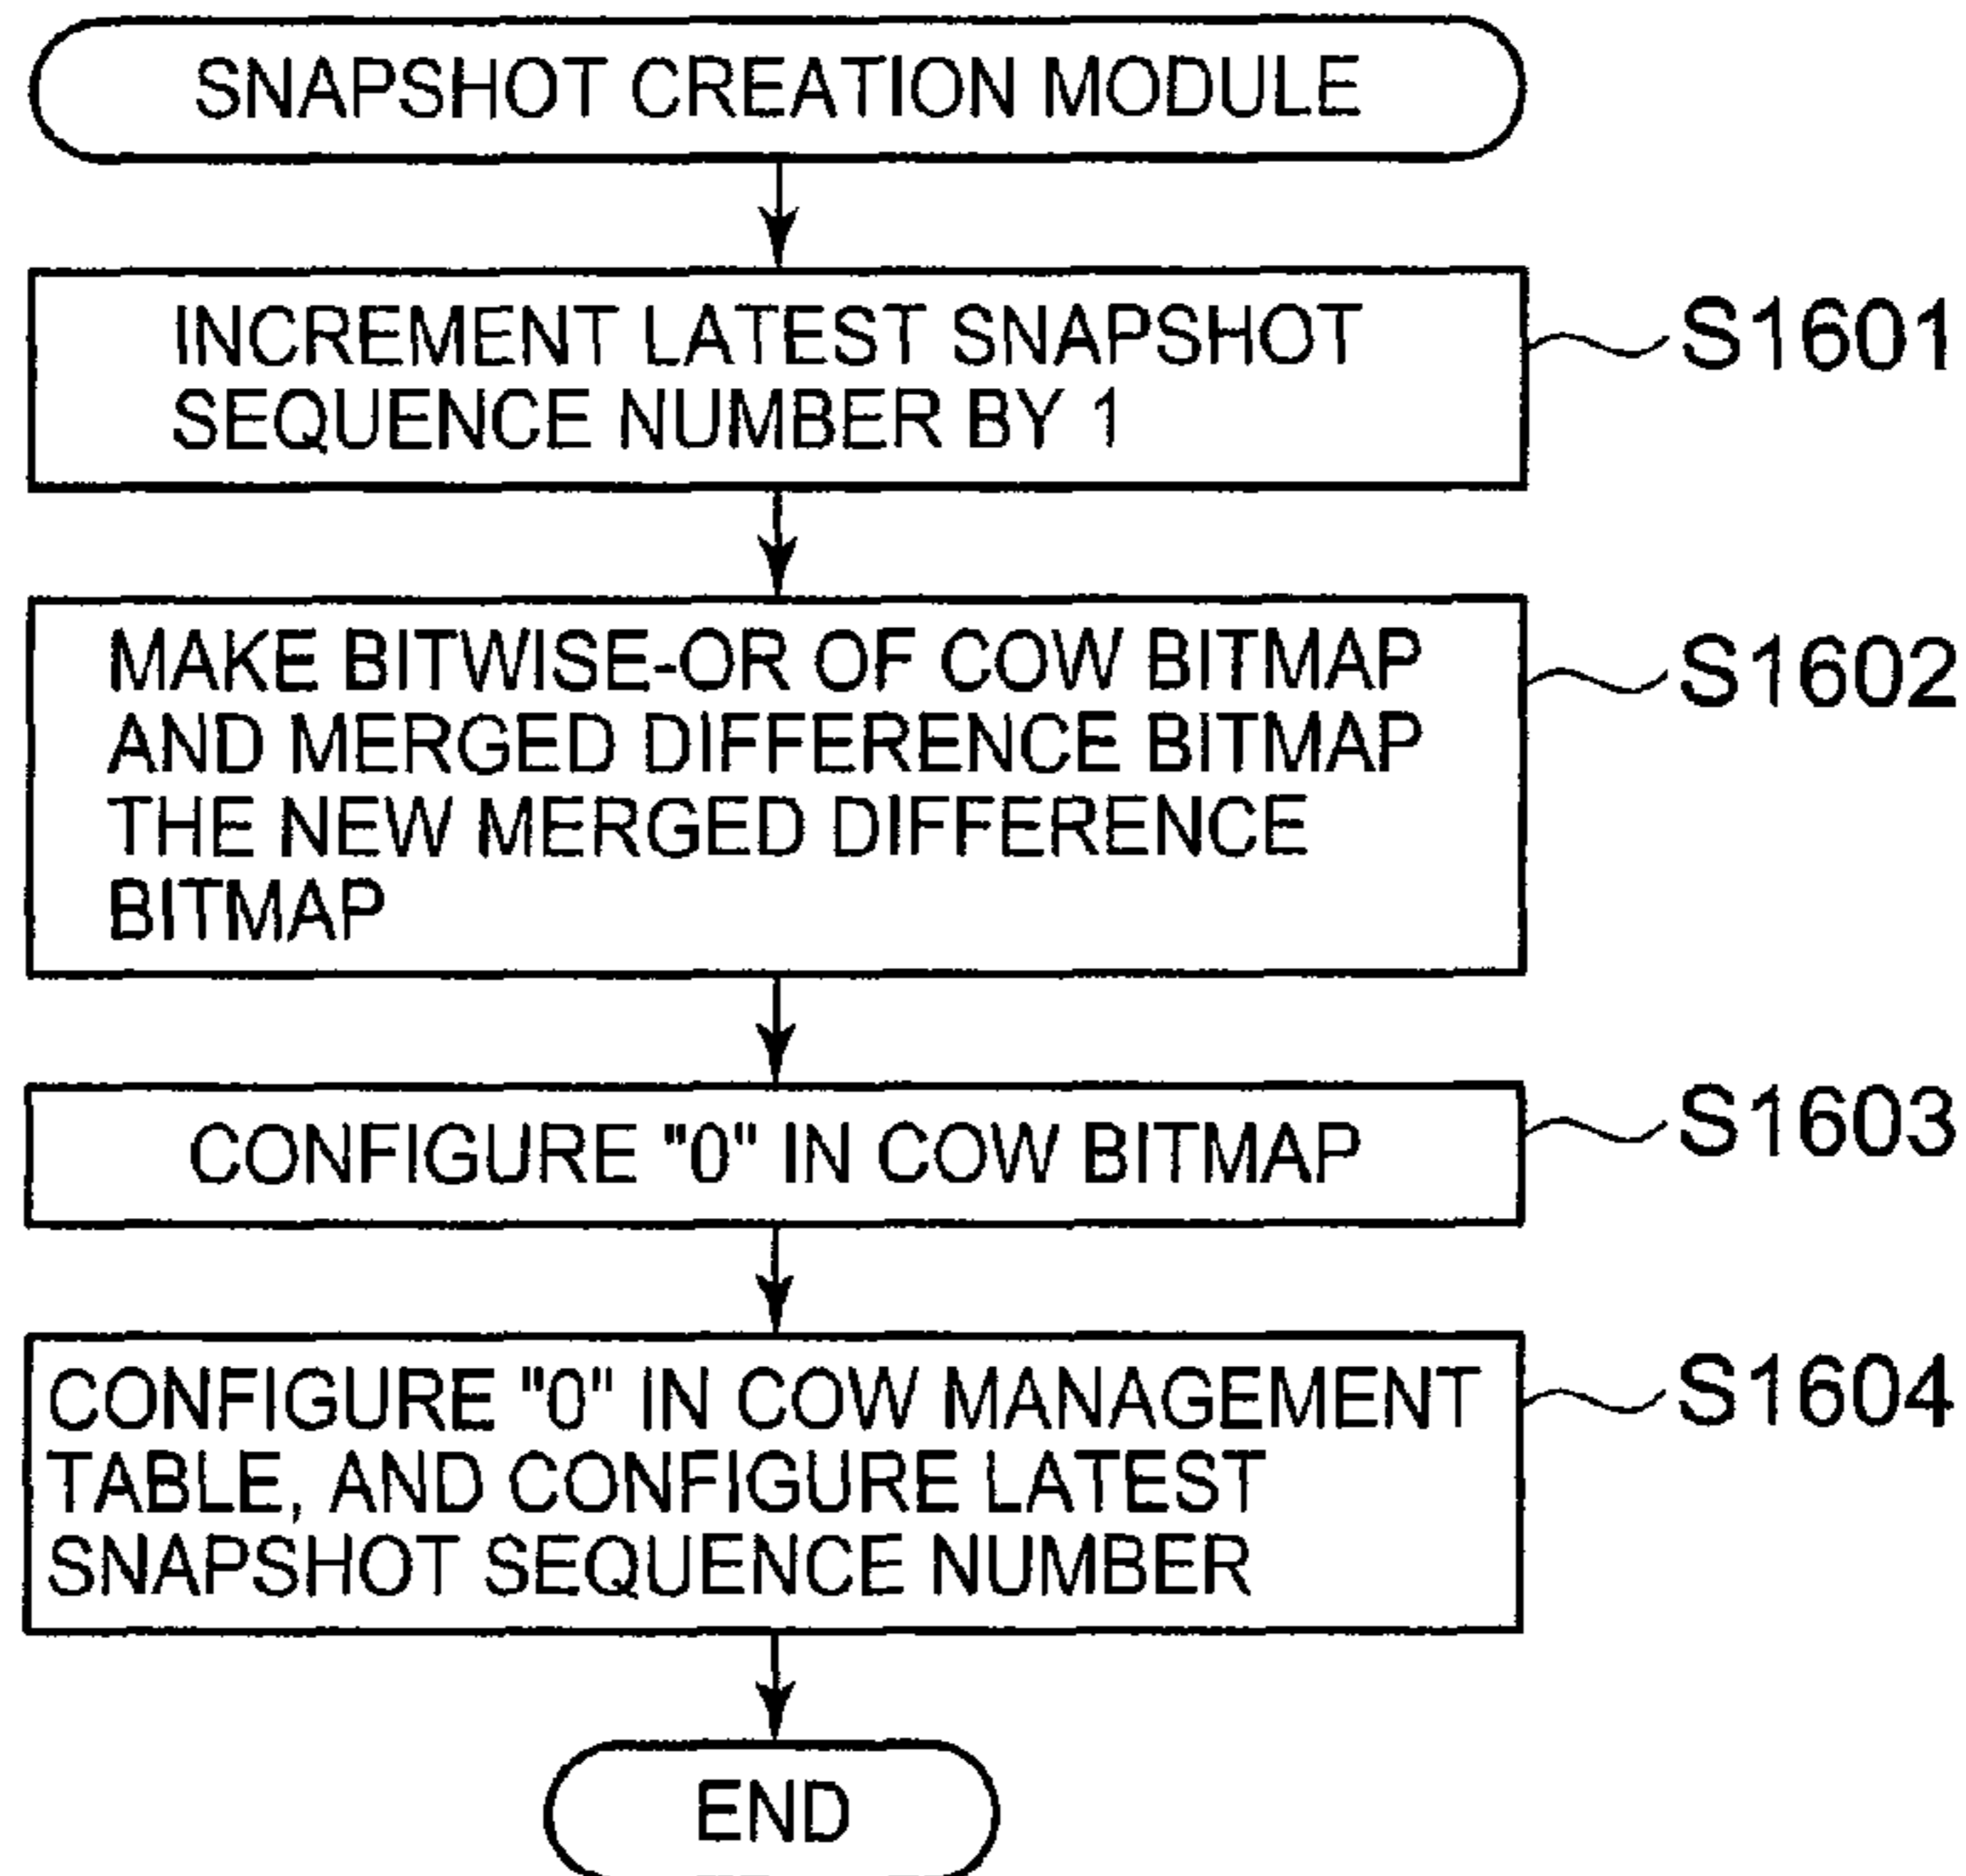 SNAPSHOT CREATION MODULE
INCREMENT LATEST SNAPSHOT
SEQUENCE NUMBER BY 1
S1601
MAKE BITWISE-OR OF COW BITMAP
AND MERGED DIFFERENCE BITMAP
THE NEW MERGED DIFFERENCE
BITMAP
S1602
CONFIGURE "0" IN COW BITMAP
S1603
CONFIGURE "0" IN COW MANAGEMENT
TABLE, AND CONFIGURE LATEST
SNAPSHOT SEQUENCE NUMBER
S1604
END